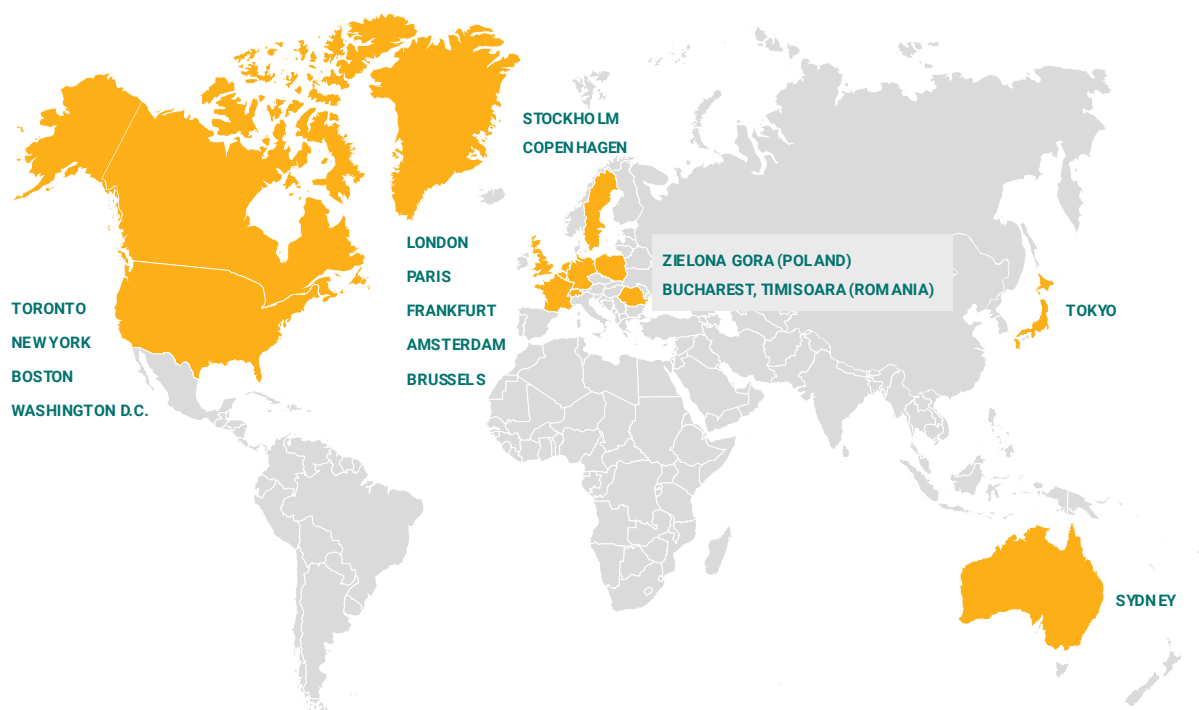 STOCKHOLM
COPENHAGEN
LONDON
PARIS
FRANKFURT
AMSTERDAM
BRUSSELS
ZIELONA GORA (POLAND)
BUCHAREST, TIMISOARA (ROMANIA)
TORONTO
NEW YORK
BOSTON
WASHINGTON D.C.
TOKYO
SYDNEY